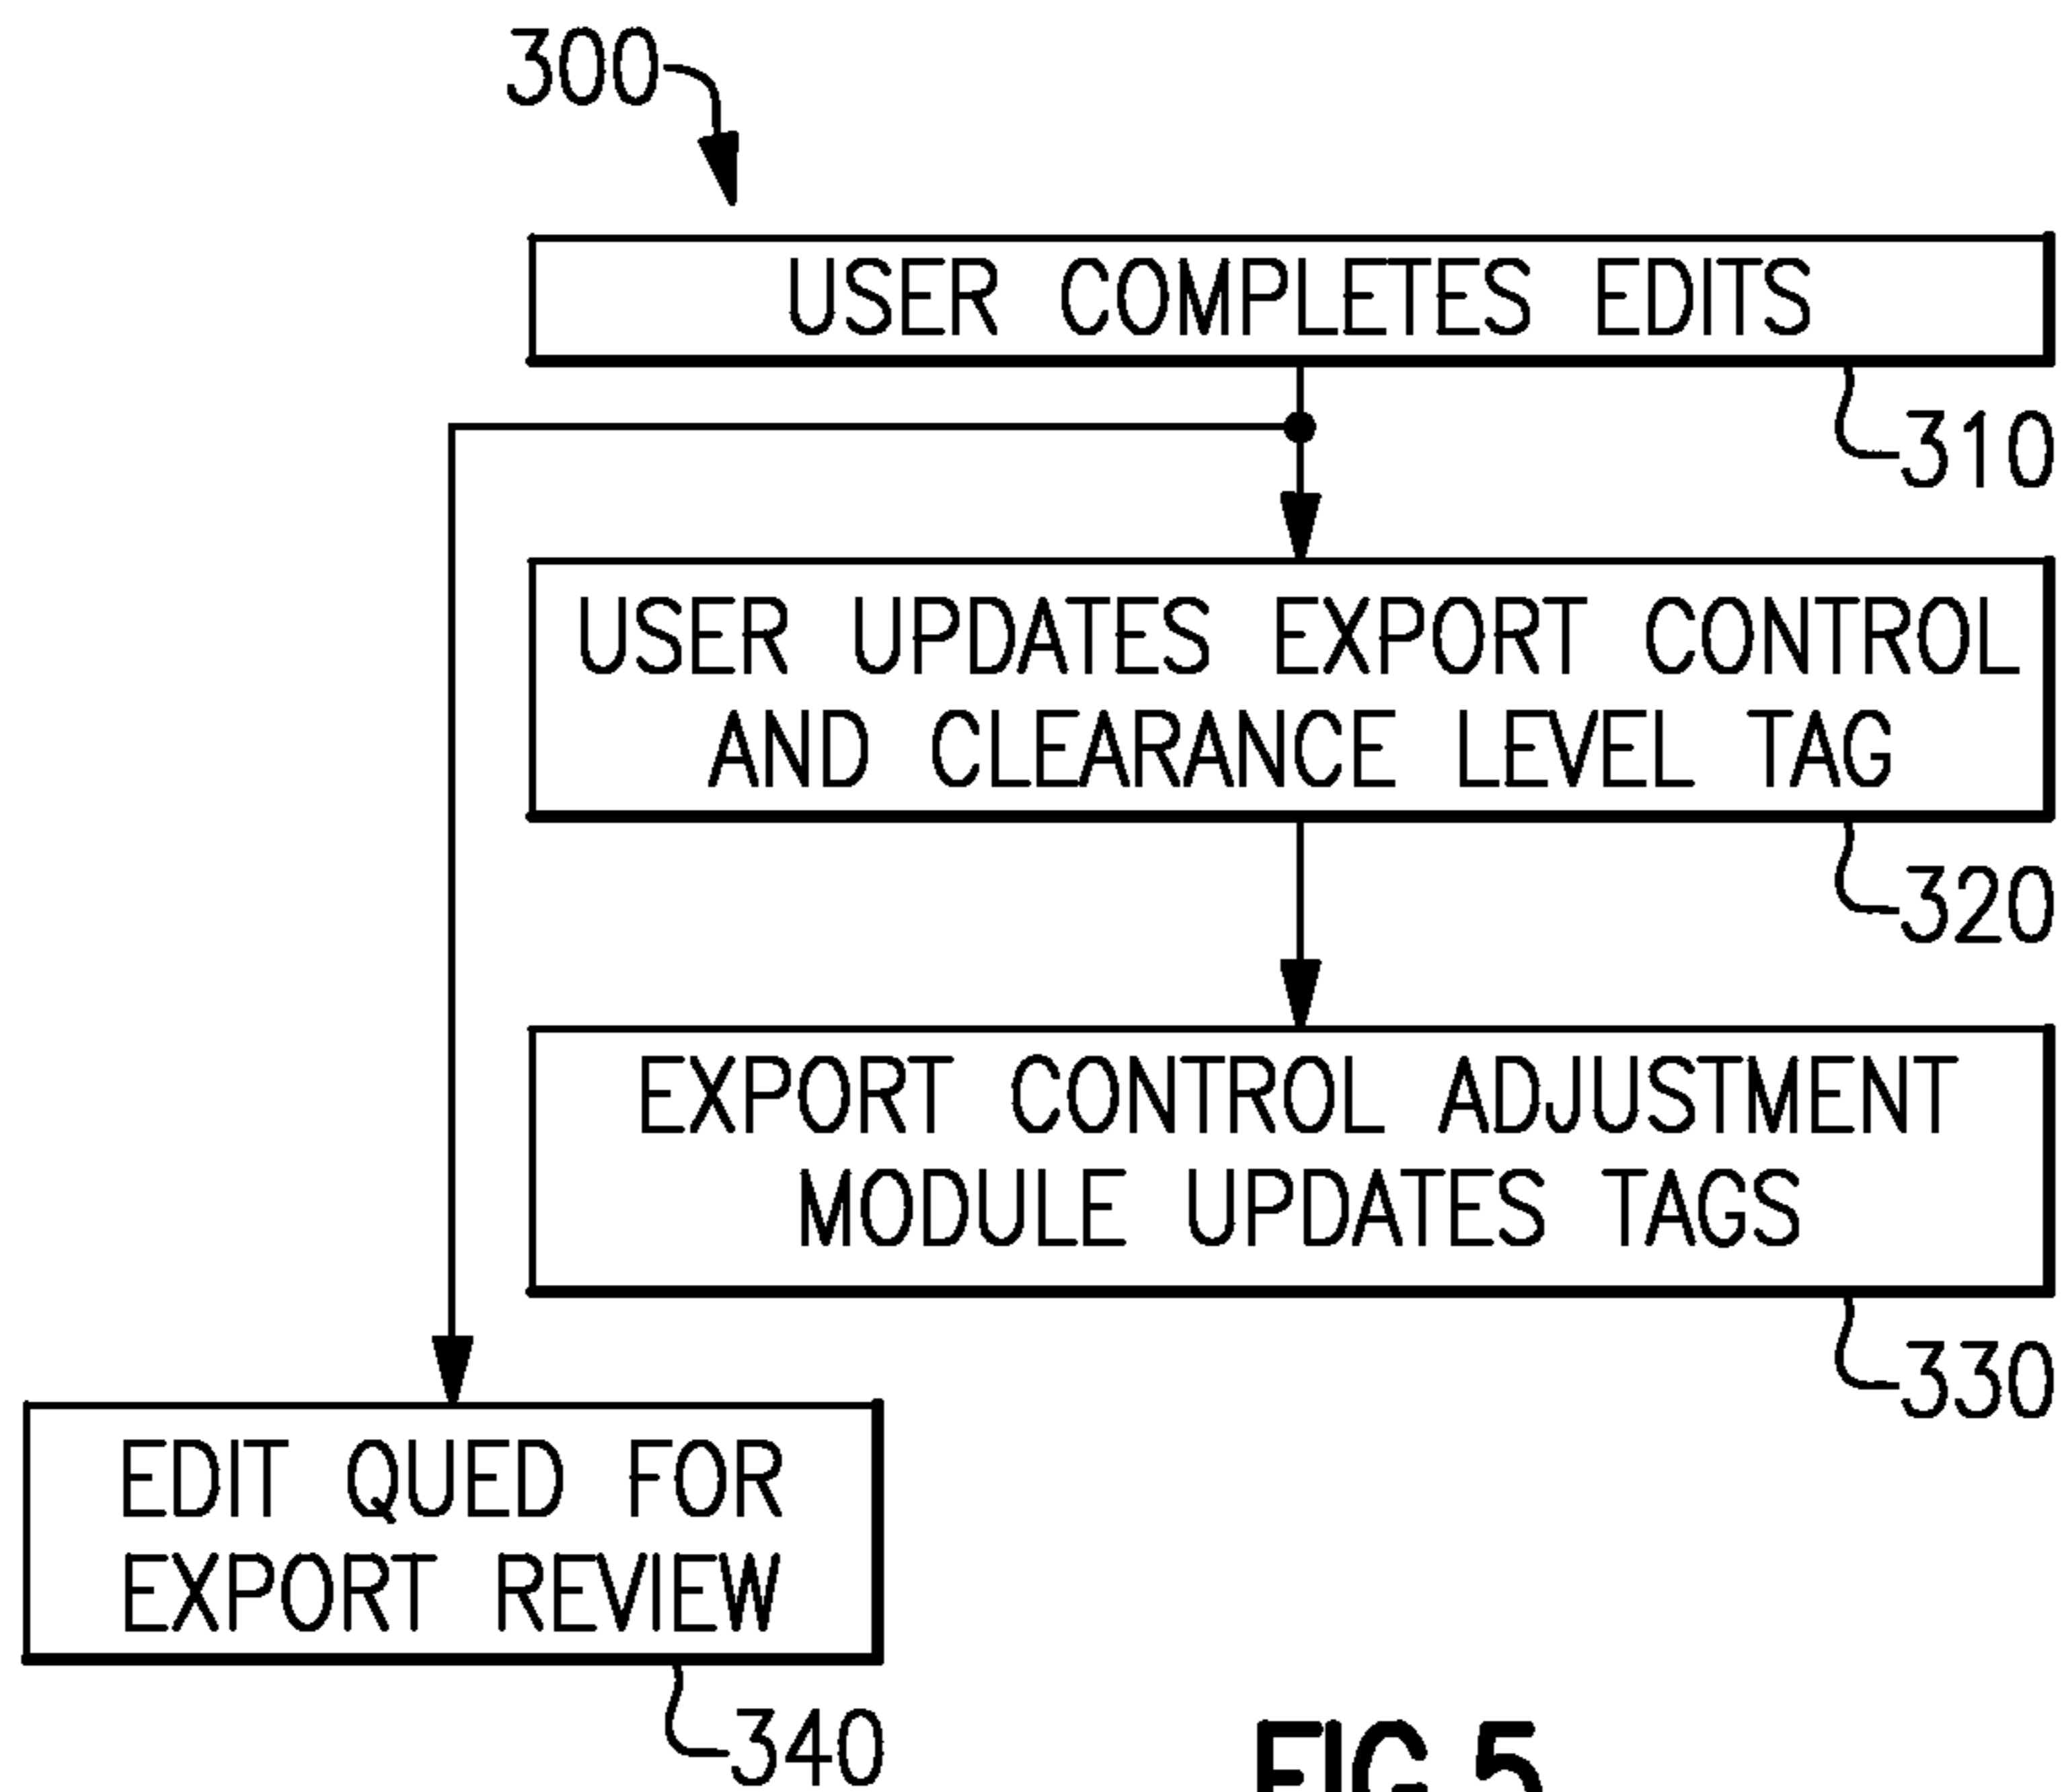 300
USER COMPLETES EDITS
310
USER UPDATES EXPORT CONTROL
AND CLEARANCE LEVEL TAG
320
EXPORT CONTROL ADJUSTMENT
MODULE UPDATES TAGS
330
EDIT QUED FOR
EXPORT REVIEW
340
FIG.5